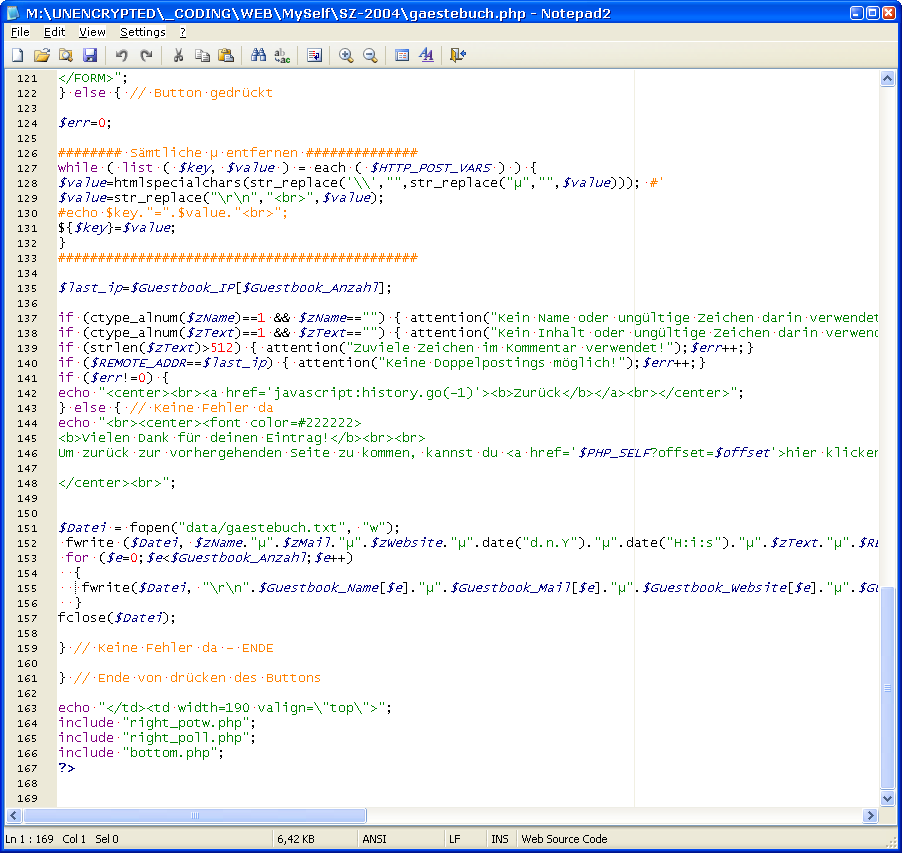 M:\UNENCRYPTED\_CODING\WEB\MySelf\SZ-2004\gaestebuch.php - Notepad2
File Edit View Settings ?
121 </FORM>";
122 } else { // Button gedrückt
123
124 $err=0;
125
126 ######## Sämtliche µ entfernen ##############
127 while ( list ( $key, $value ) = each ( $HTTP_POST_VARS ) ) {
128 $value=htmlspecialchars(str_replace('\\',"",str_replace("µ","",$value))); #'
129 $value=str_replace("\r\n","<br>",$value);
130 #echo $key."=".$value."<br>";
131 ${$key}=$value;
132 }
133 #############################################
134
135 $last_ip=$Guestbook_IP[$Guestbook_Anzahl];
136
137 if (ctype_alnum($zName)==1 && $zName=="") { attention("Kein Name oder ungültige Zeichen darin verwendet
138 if (ctype_alnum($zText)==1 && $zText=="") { attention("Kein Inhalt oder ungültige Zeichen darin verwend
139 if (strlen($zText)>512) { attention("Zuviele Zeichen im Kommentar verwendet!");$err++;}
140 if ($REMOTE_ADDR==$last_ip) { attention("Keine Doppelpostings möglich!");$err++;}
141 if ($err!=0) {
142 echo "<center><br><a href='javascript:history.go(-1)'><b>Zurück</b></a><br></center>";
143 } else { // Keine Fehler da
144 echo "<br><center><font color=#222222>
145 <b>Vielen Dank für deinen Eintrag!</b><br><br>
146 Um zurück zur vorhergehenden Seite zu kommen, kannst du <a href='$PHP_SELF?offset=$offset'>hier klicken
147
148 </center><br>";
149
150
151 $Datei = fopen("data/gaestebuch.txt", "w");
152 fwrite ($Datei, $zName."µ".$zMail."µ".$zWebsite."µ".date("d.n.Y")."µ".date("H:i:s")."µ".$zText."µ".$RE
153 for ($e=0;$e<$Guestbook_Anzahl;$e++)
154 {
155 fwrite($Datei, "\r\n".$Guestbook_Name[$e]."µ".$Guestbook_Mail[$e]."µ".$Guestbook_Website[$e]."µ".$Gu
156 }
157 fclose($Datei);
158
159 } // Keine Fehler da - ENDE
160
161 } // Ende von drücken des Buttons
162
163 echo "</td><td width=190 valign=\"top\">";
164 include "right_potw.php";
165 include "right_poll.php";
166 include "bottom.php";
167 ?>
168
169
Ln 1 : 169 Col 1 Sel 0 6,42 KB ANSI LF INS Web Source Code